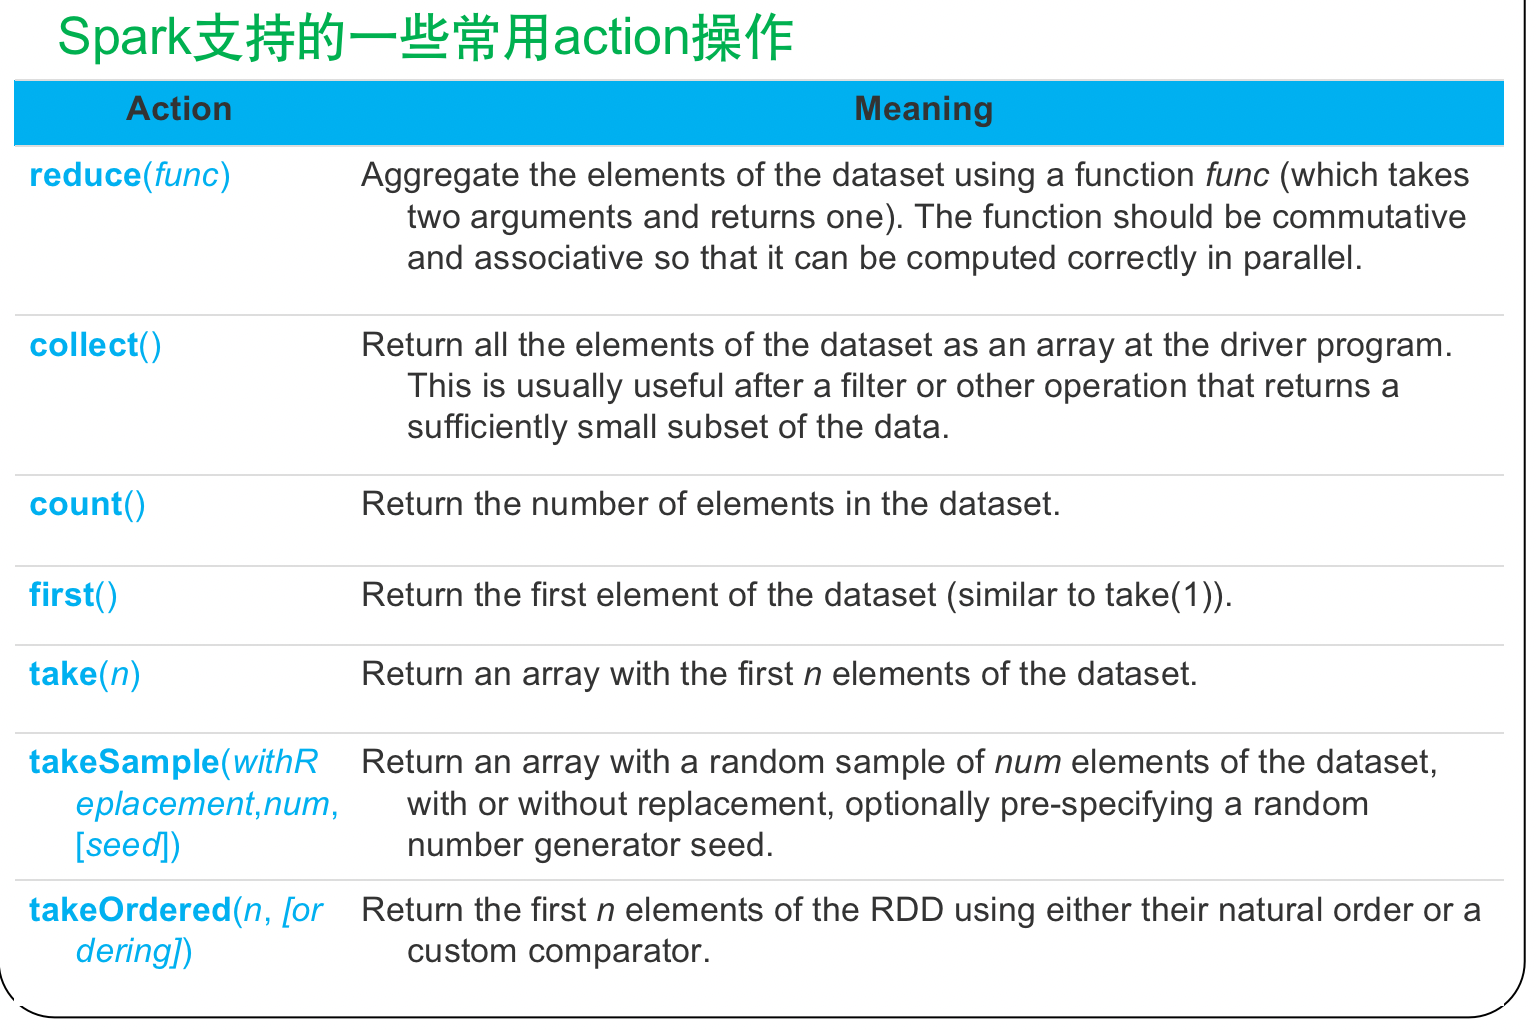 Spark支持的一些常用action操作
Action Meaning
reduce(func) Aggregate the elements of the dataset using a function func (which takes
two arguments and returns one). The function should be commutative
and associative so that it can be computed correctly in parallel.
collect() Return all the elements of the dataset as an array at the driver program.
This is usually useful after a filter or other operation that returns a
sufficiently small subset of the data.
count() Return the number of elements in the dataset.
first() Return the first element of the dataset (similar to take(1)).
take(n) Return an array with the first n elements of the dataset.
takeSample(withR Return an array with a random sample of num elements of the dataset,
eplacement,num, with or without replacement, optionally pre-specifying a random
[seed]) number generator seed.
takeOrdered(n, [or Return the first n elements of the RDD using either their natural order or a
dering]) custom comparator.